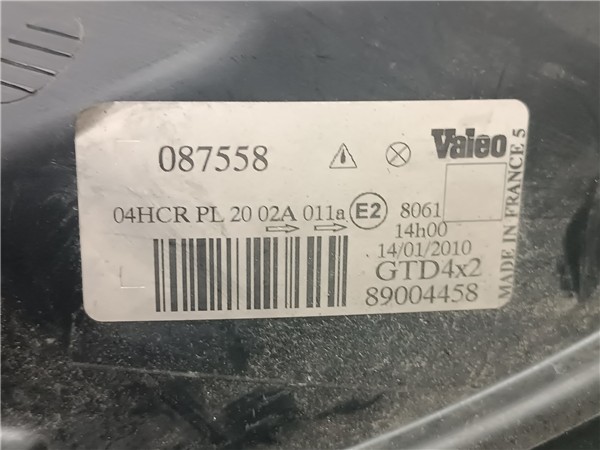 087558
Valeo
04HCR PL 20 02A 011a E2 8061
14h00
14/01/2010
GTD4x2
89004458
MADE IN FRANCE 5